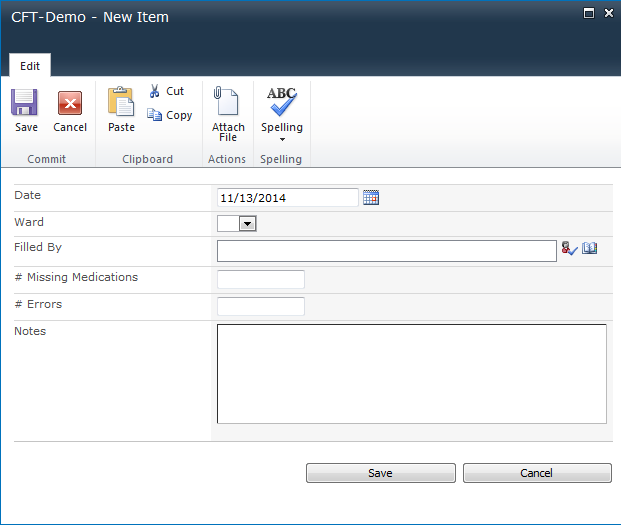 CFT-Demo - New Item
Edit
Save
Cancel
Paste
Cut
Copy
Attach File
ABC
Spelling
Commit
Clipboard
Actions
Spelling
Date
11/13/2014
Ward
Filled By
# Missing Medications
# Errors
Notes
Save
Cancel